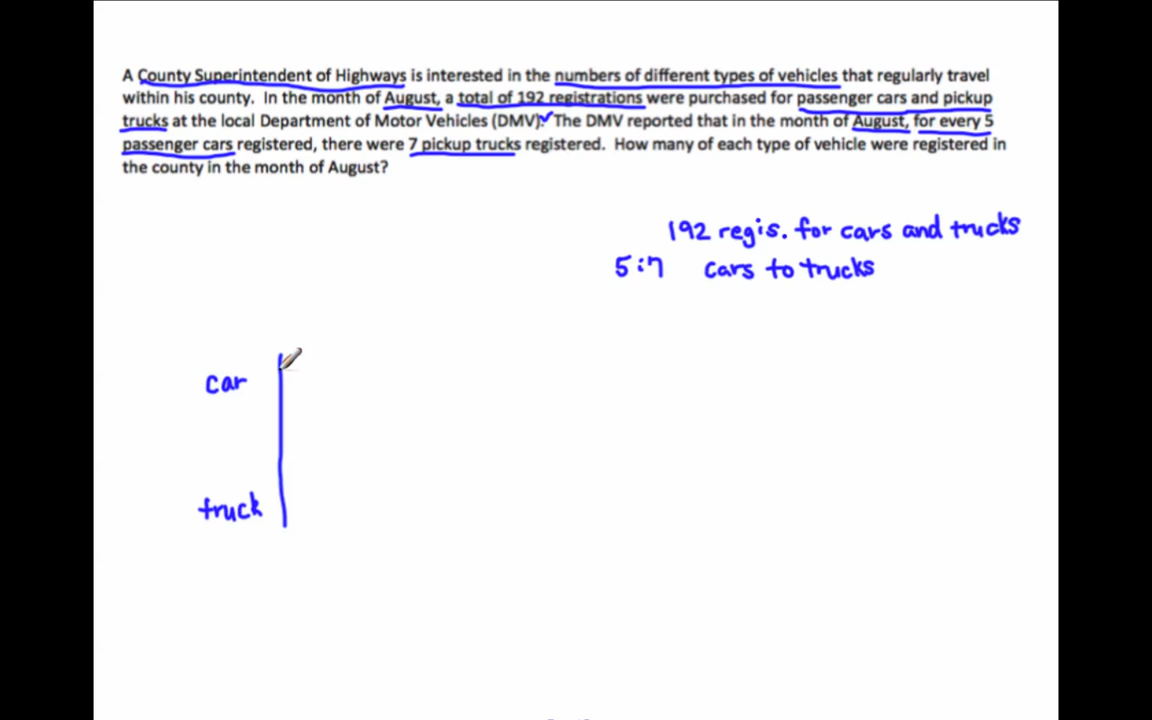 A County Superintendent of Highways is interested in the numbers of different types of vehicles that regularly travel
within his county. In the month of August, a total of 192 registrations were purchased for passenger cars and pickup
trucks at the local Department of Motor Vehicles (DMV). The DMV reported that in the month of August, for every 5
passenger cars registered, there were 7 pickup trucks registered. How many of each type of vehicle were registered in
the county in the month of August?
192 regis. for cars and trucks
5:7 cars to trucks
car
truck